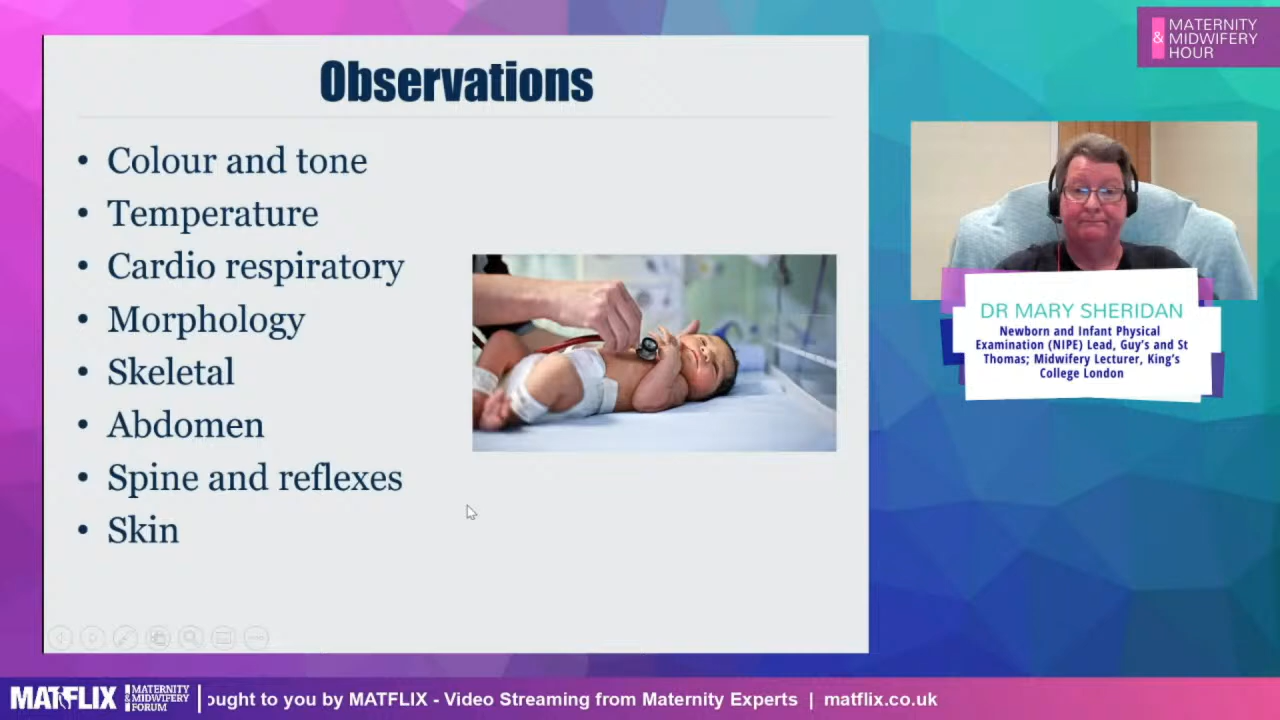 Observations
• Colour and tone
• Temperature
• Cardio respiratory
• Morphology
• Skeletal
• Abdomen
• Spine and reflexes
• Skin
MATERNITY
& MIDWIFERY
HOUR
DR MARY SHERIDAN
Newborn and Infant Physical
Examination (NIPE) Lead, Guy's and St
Thomas; Midwifery Lecturer, King's
College London
MATFLIX
MATERNITY
& MIDWIFERY
FORUM
ought to you by MATFLIX - Video Streaming from Maternity Experts | matflix.co.uk